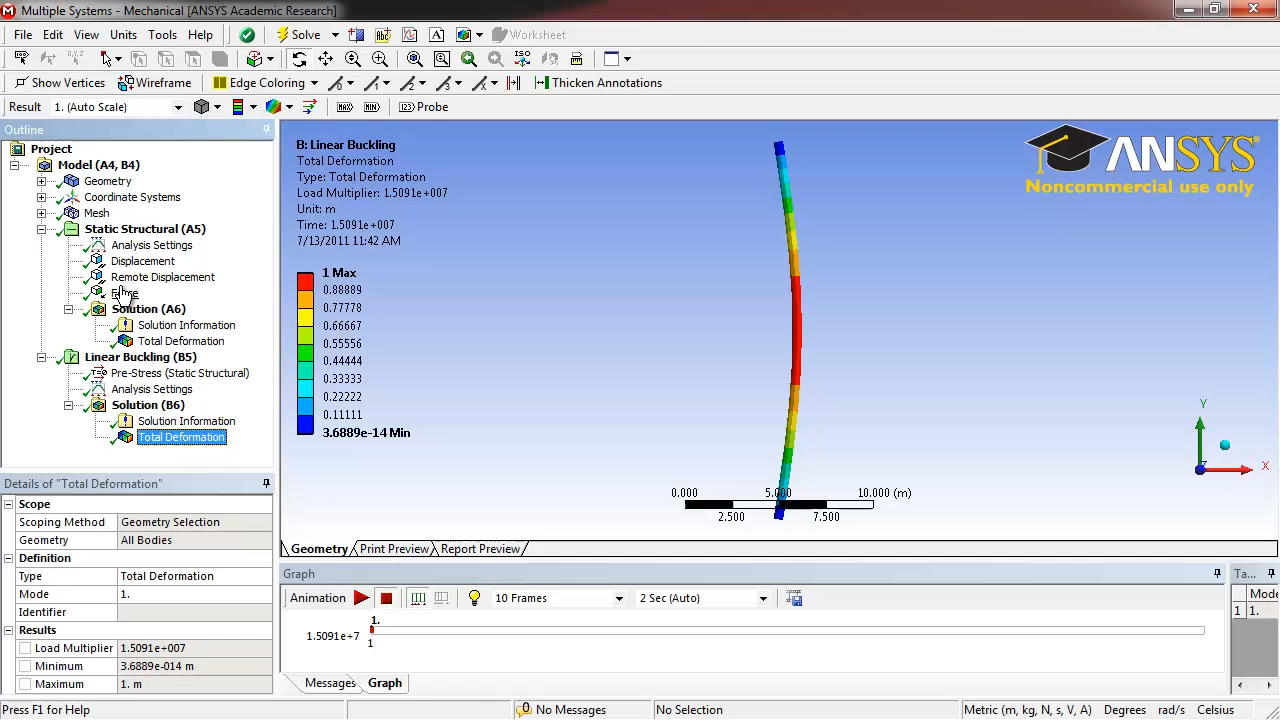 Multiple Systems - Mechanical [ANSYS Academic Research]
File Edit View Units Tools Help Solve Worksheet
Show Vertices Wireframe Edge Coloring Thicken Annotations
Result 1. (Auto Scale) MAX MIN Probe
Outline
Project
Model (A4, B4)
Geometry
Coordinate Systems
Mesh
Static Structural (A5)
Analysis Settings
Displacement
Remote Displacement
Solution (A6)
Solution Information
Total Deformation
Linear Buckling (B5)
Pre-Stress (Static Structural)
Analysis Settings
Solution (B6)
Solution Information
Total Deformation
B: Linear Buckling
Total Deformation
Type: Total Deformation
Load Multiplier: 1.5091e+007
Unit: m
Time: 1.5091e+007
7/13/2011 11:42 AM
1 Max
0.88889
0.77778
0.66667
0.55556
0.44444
0.33333
0.22222
0.11111
3.6889e-14 Min
ANSYS
Noncommercial use only
Y
X
Z
0.000 5.000 10.000 (m)
2.500 7.500
Geometry Print Preview Report Preview
Details of "Total Deformation"
Scope
Scoping Method Geometry Selection
Geometry All Bodies
Definition
Type Total Deformation
Mode 1.
Identifier
Results
Load Multiplier 1.5091e+007
Minimum 3.6889e-014 m
Maximum 1. m
Graph
Animation 10 Frames 2 Sec (Auto)
1.
1.5091e+7
1
Messages Graph
Ta...
Mode
1 1.
Press F1 for Help No Messages No Selection Metric (m, kg, N, s, V, A) Degrees rad/s Celsius